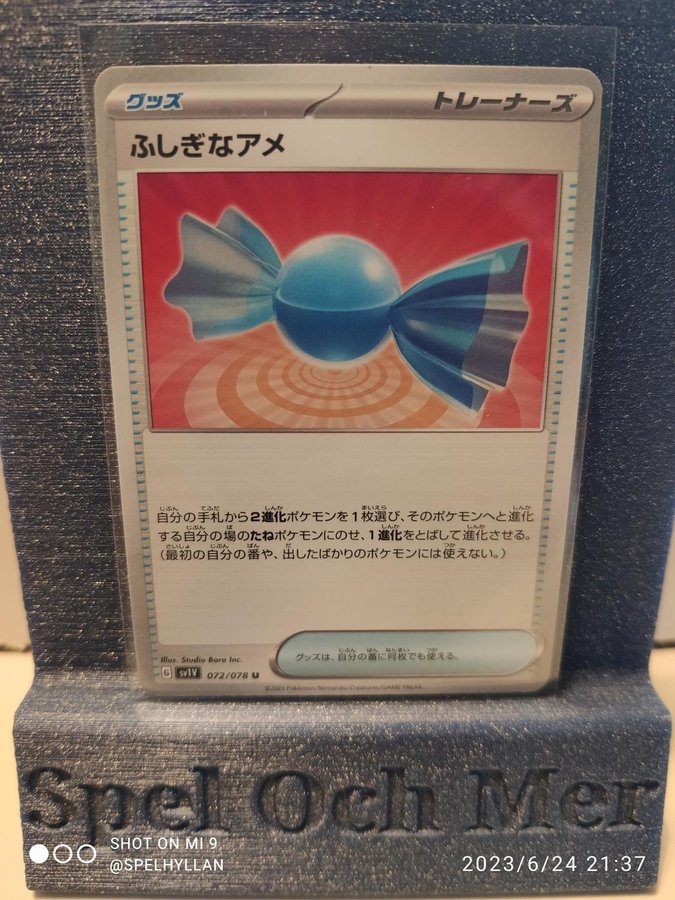 グッズ トレーナーズ
ふしぎなアメ
自分の手札から2進化ポケモンを1枚選び、そのポケモンへと進化
する自分の場のたねポケモンにのせ、1進化をとばして進化させる。
(最初の自分の番や、出したばかりのポケモンには使えない。)
グッズは、自分の番に何枚でも使える。
Illus. Studio Bora Inc.
G sv1V 072/078 U
©2023 Pokémon/Nintendo/Creatures/GAME FREAK.
Spel Och Mer
SHOT ON MI 9
@SPELHYLLAN
2023/6/24 21:37